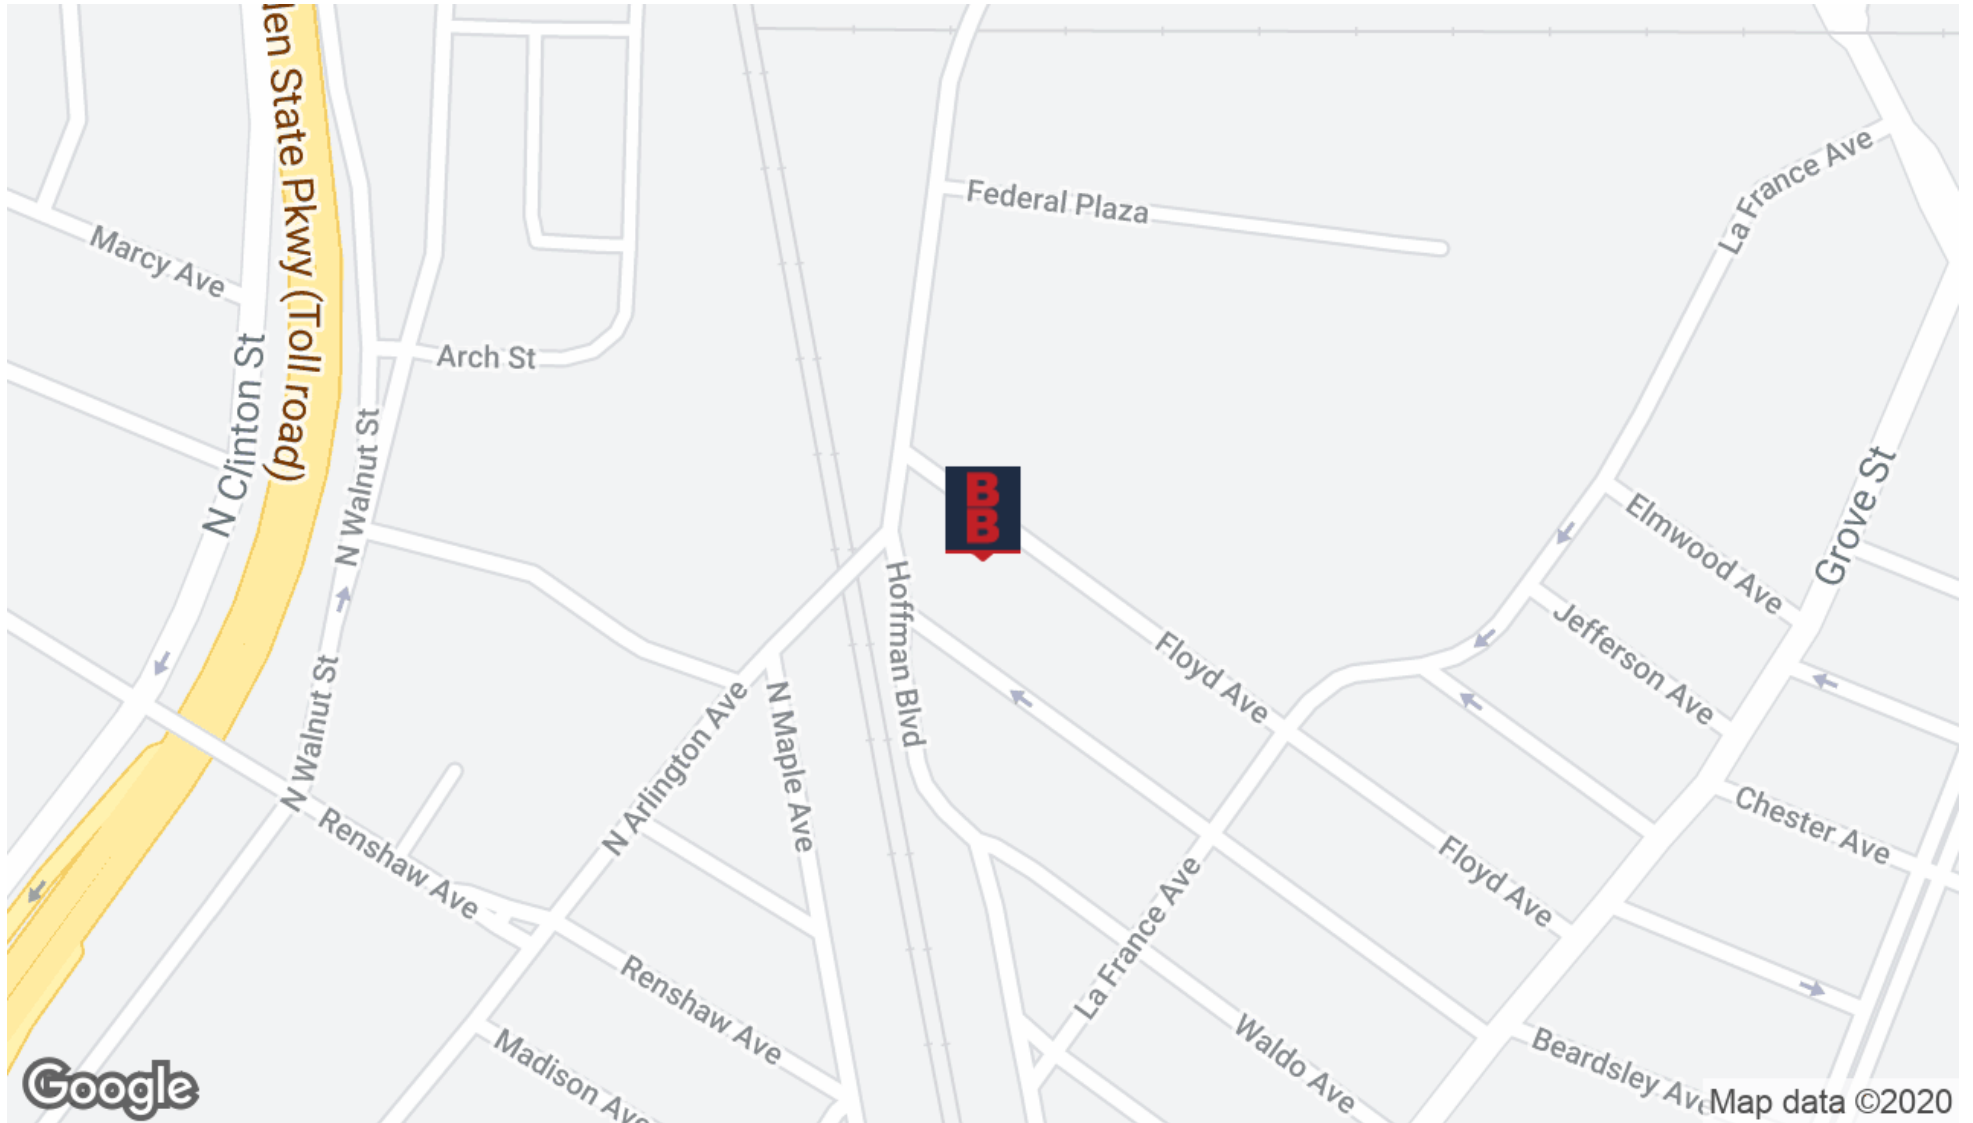 den State Pkwy (Toll road)
Federal Plaza
La France Ave
Marcy Ave
Arch St
N Clinton St
N Walnut St
B
B
Grove St
Elmwood Ave
Hoffman Blvd
Jefferson Ave
Floyd Ave
N Walnut St
N Arlington Ave
N Maple Ave
Renshaw Ave
Chester Ave
Floyd Ave
La France Ave
Renshaw Ave
Waldo Ave
Madison Ave
Beardsley Ave
Google
Map data ©2020